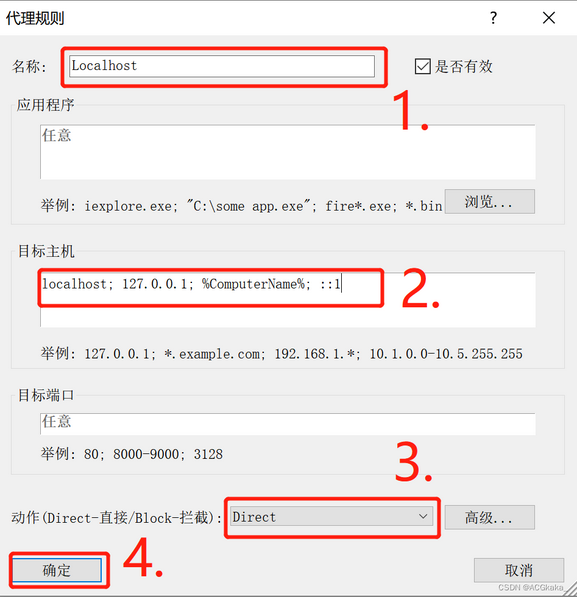 代理规则 ?
名称: Localhost 是否有效
1.
应用程序
任意
举例: iexplore.exe; "C:\some app.exe"; fire*.exe; *.bin 浏览...
目标主机
localhost; 127.0.0.1; %ComputerName%; ::1
2.
举例: 127.0.0.1; *.example.com; 192.168.1.*; 10.1.0.0-10.5.255.255
目标端口
任意
举例: 80; 8000-9000; 3128
3.
动作(Direct-直接/Block-拦截): Direct 高级...
确定 4. 取消
CSDN @ACGkaka_